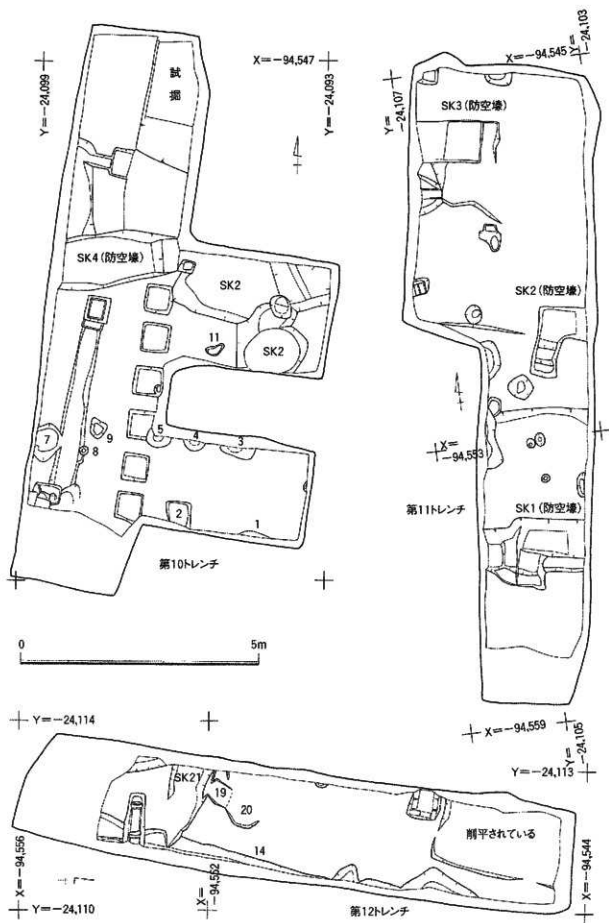 Y=-24,099
試掘
X=-94,547
Y=-24,093
SK4(防空壕)
SK2
11
SK2
5
4
3
7
9
8
2
1
第10トレンチ
0
5m
X=-94,545
Y=
-24,103
Y=
-24,107
SK3(防空壕)
SK2(防空壕)
X=
-94,553
第11トレンチ
SK1(防空壕)
X=-94,559
Y=
-24,105
Y=-24,114
Y=-24,113
SK21
19
20
14
削平されている
X=-94,556
X=
-94,552
X=-94,544
Y=-24,110
第12トレンチ